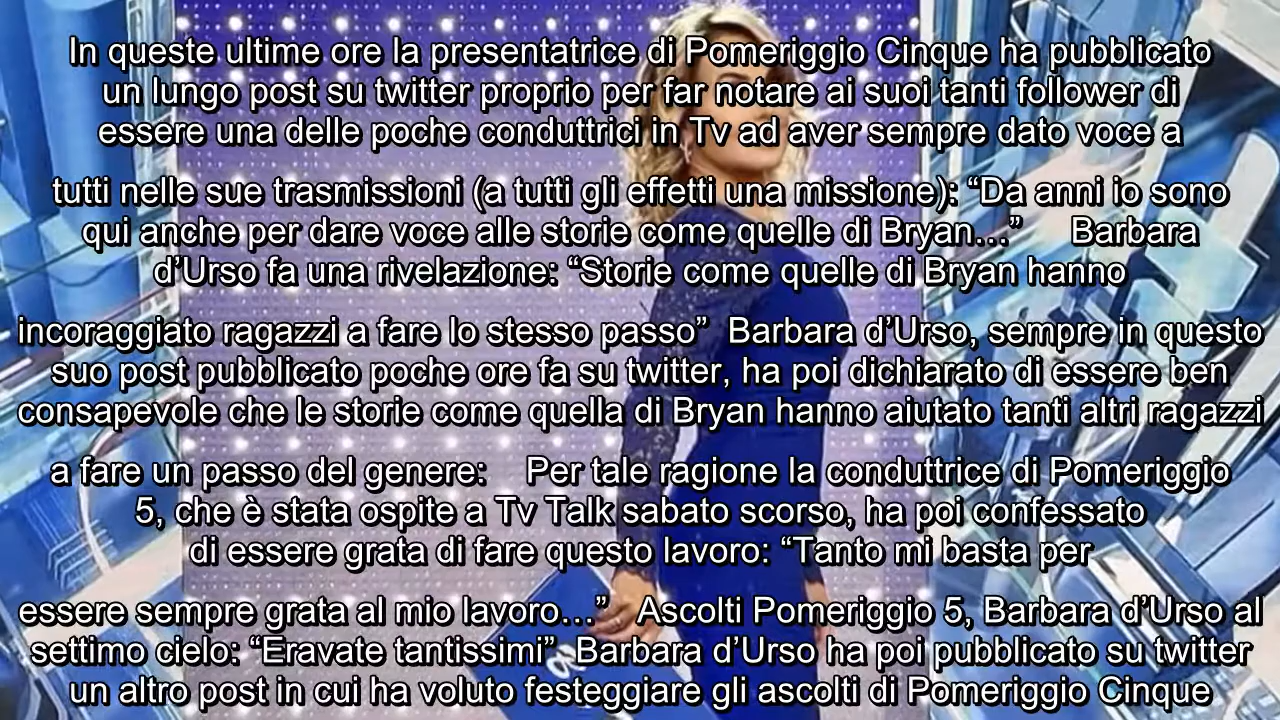 In queste ultime ore la presentatrice di Pomeriggio Cinque ha pubblicato
un lungo post su twitter proprio per far notare ai suoi tanti follower di
essere una delle poche conduttrici in Tv ad aver sempre dato voce a
tutti nelle sue trasmissioni (a tutti gli effetti una missione): “Da anni io sono
qui anche per dare voce alle storie come quelle di Bryan…” Barbara
d’Urso fa una rivelazione: “Storie come quelle di Bryan hanno
incoraggiato ragazzi a fare lo stesso passo” Barbara d’Urso, sempre in questo
suo post pubblicato poche ore fa su twitter, ha poi dichiarato di essere ben
consapevole che le storie come quella di Bryan hanno aiutato tanti altri ragazzi
a fare un passo del genere: Per tale ragione la conduttrice di Pomeriggio
5, che è stata ospite a Tv Talk sabato scorso, ha poi confessato
di essere grata di fare questo lavoro: “Tanto mi basta per
essere sempre grata al mio lavoro…” Ascolti Pomeriggio 5, Barbara d’Urso al
settimo cielo: “Eravate tantissimi” Barbara d’Urso ha poi pubblicato su twitter
un altro post in cui ha voluto festeggiare gli ascolti di Pomeriggio Cinque